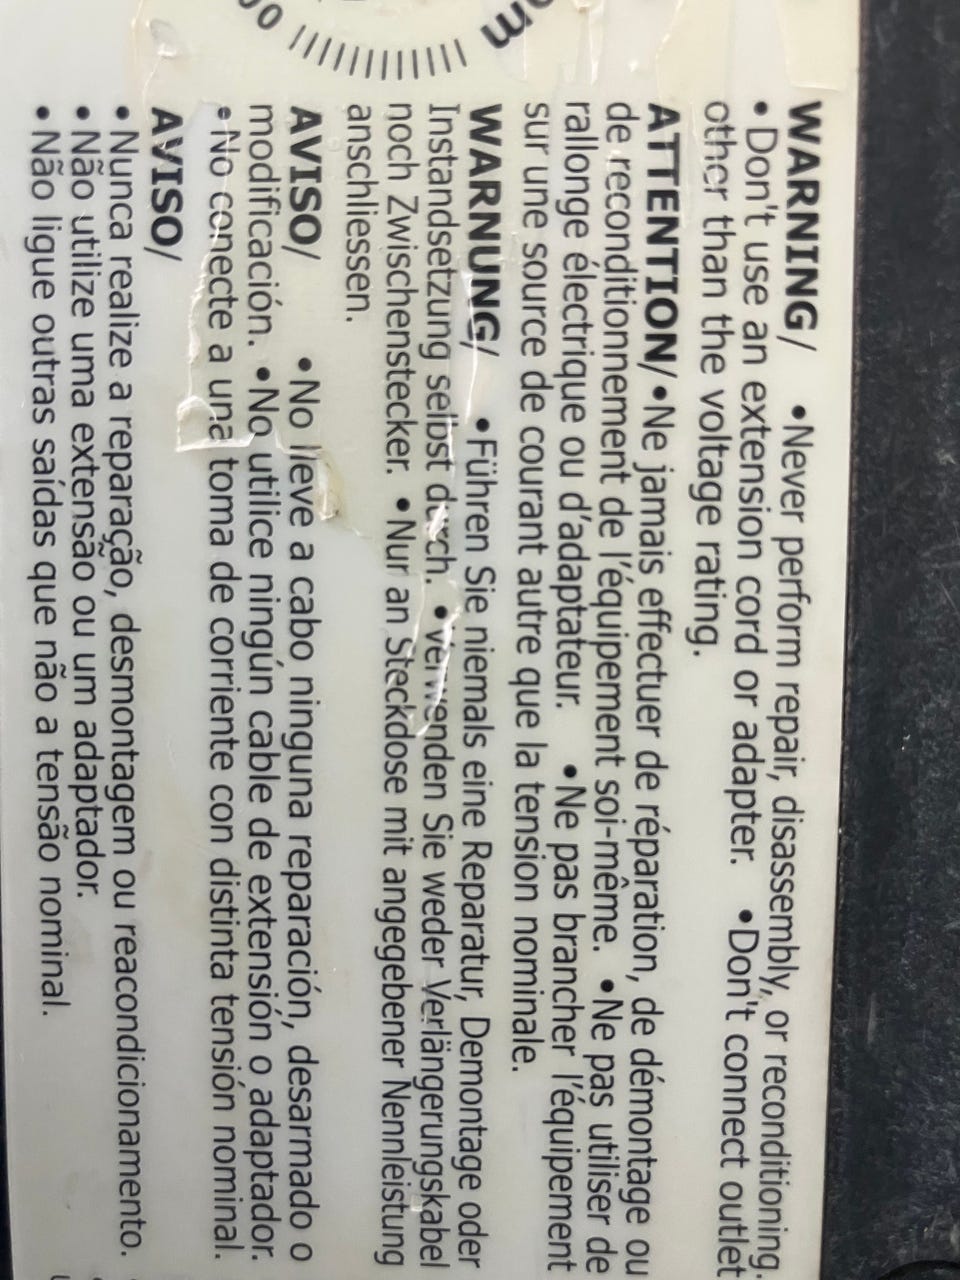 WARNING/ •Never perform repair, disassembly, or reconditioning.
•Don't use an extension cord or adapter. •Don't connect outlet
other than the voltage rating.
ATTENTION/•Ne jamais effectuer de réparation, de démontage ou
de reconditionnement de l'équipement soi-même. •Ne pas utiliser de
rallonge électrique ou d'adaptateur. •Ne pas brancher l'équipement
sur une source de courant autre que la tension nominale.
WARNUNG/ •Führen Sie niemals eine Reparatur, Demontage oder
Instandsetzung selbst durch. •Verwenden Sie weder Verlängerungskabel
noch Zwischenstecker. •Nur an Steckdose mit angegebener Nennleistung
anschliessen.
AVISO/ •No lleve a cabo ninguna reparación, desarmado o
modificación. •No utilice ningún cable de extensión o adaptador.
•No conecte a una toma de corriente con distinta tensión nominal.
AVISO/
•Nunca realize a reparação, desmontagem ou reacondicionamento.
•Não utilize uma extensão ou um adaptador.
•Não ligue outras saídas que não a tensão nominal.